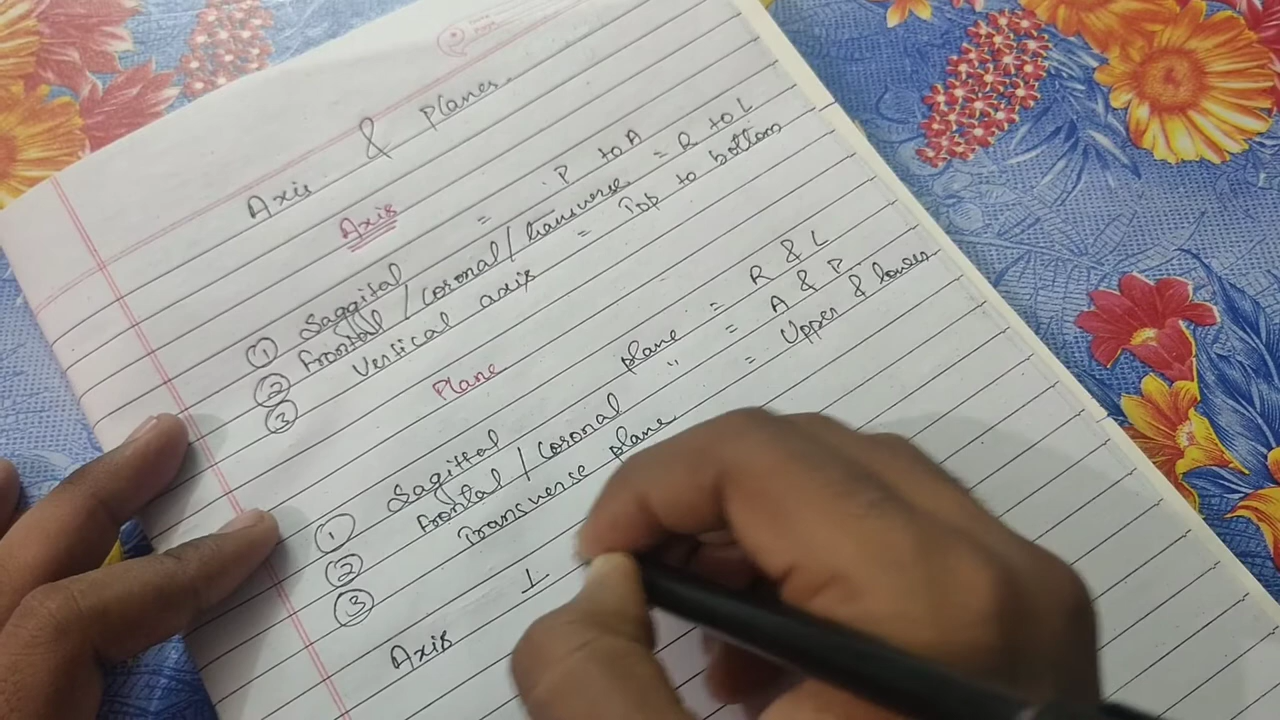 Axis & Planes
Axis
① Saggital = P to A
② Frontal / Coronal / transverse = R to L
③ Vertical axis = Top to bottom
Plane
① Sagittal plane = R & L
② Frontal / Coronal " = A & P
③ Transverse plane = Upper & lower
Axis ⊥